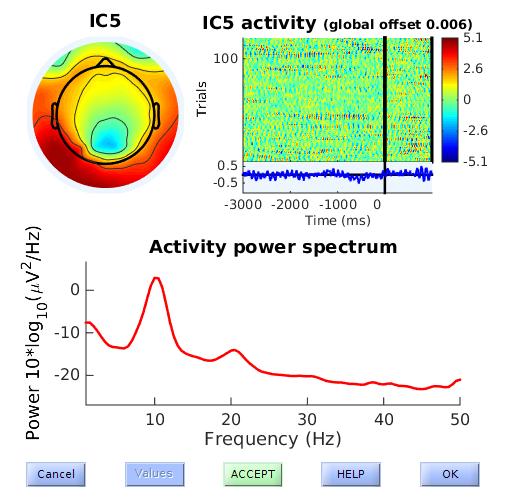 IC5
IC5 activity (global offset 0.006)
Trials
100
0.5
-0.5
5.1
2.6
0
-2.6
-5.1
-3000 -2000 -1000 0
Time (ms)
Activity power spectrum
Power 10*log10(μV2/Hz)
0
-10
-20
10 20 30 40 50
Frequency (Hz)
Cancel Values ACCEPT HELP OK